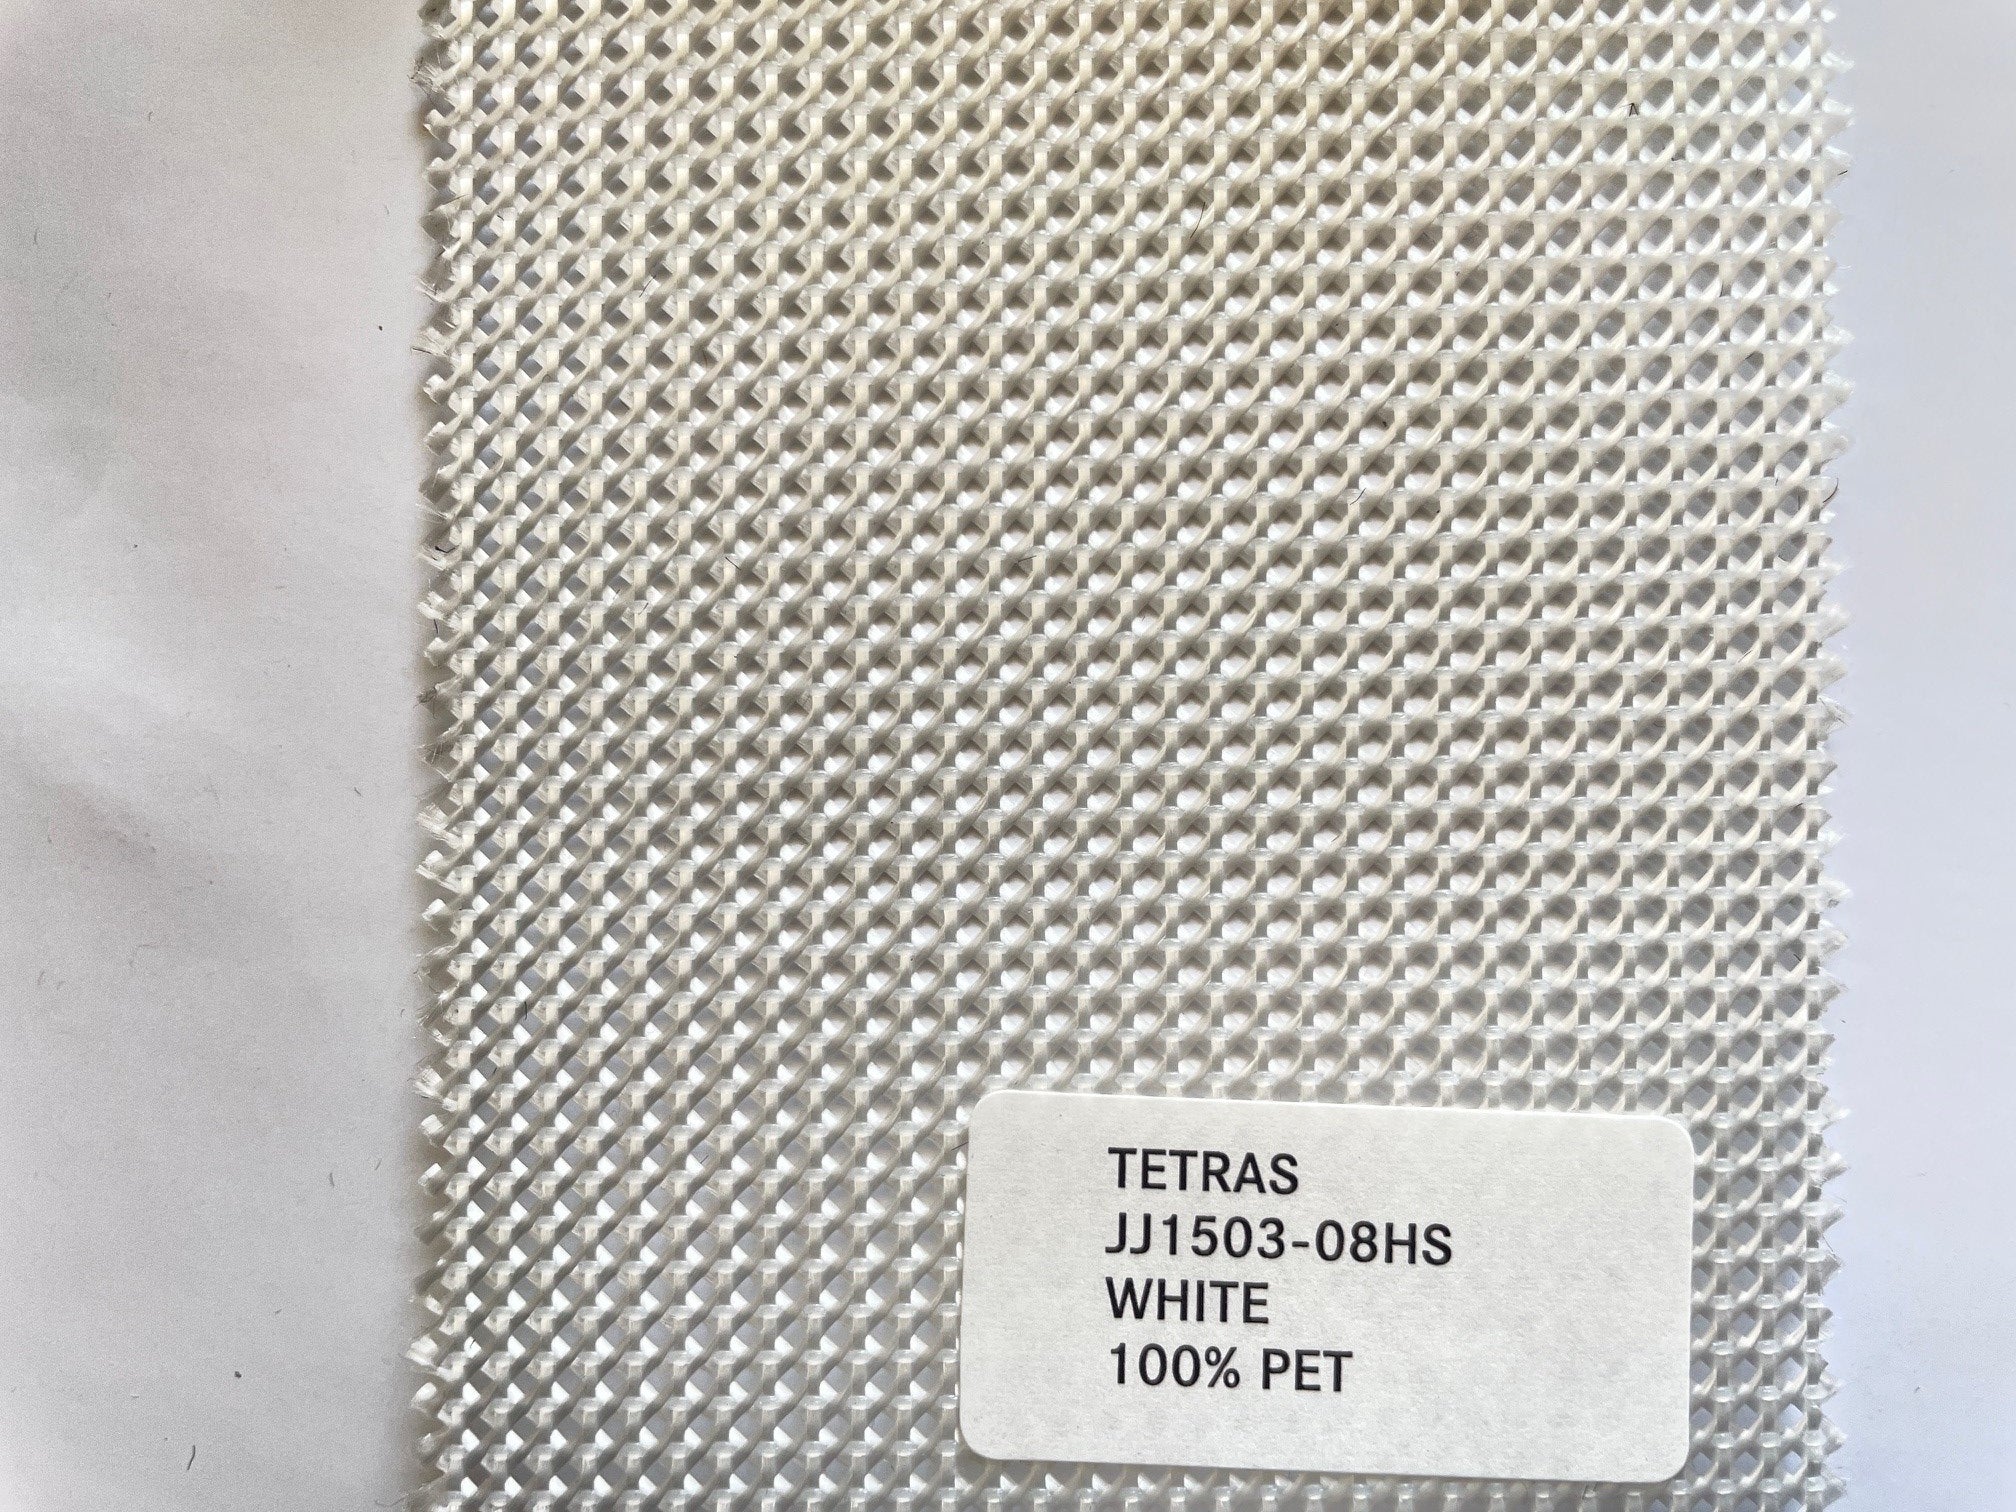 TETRAS
JJ1503-08HS
WHITE
100% PET